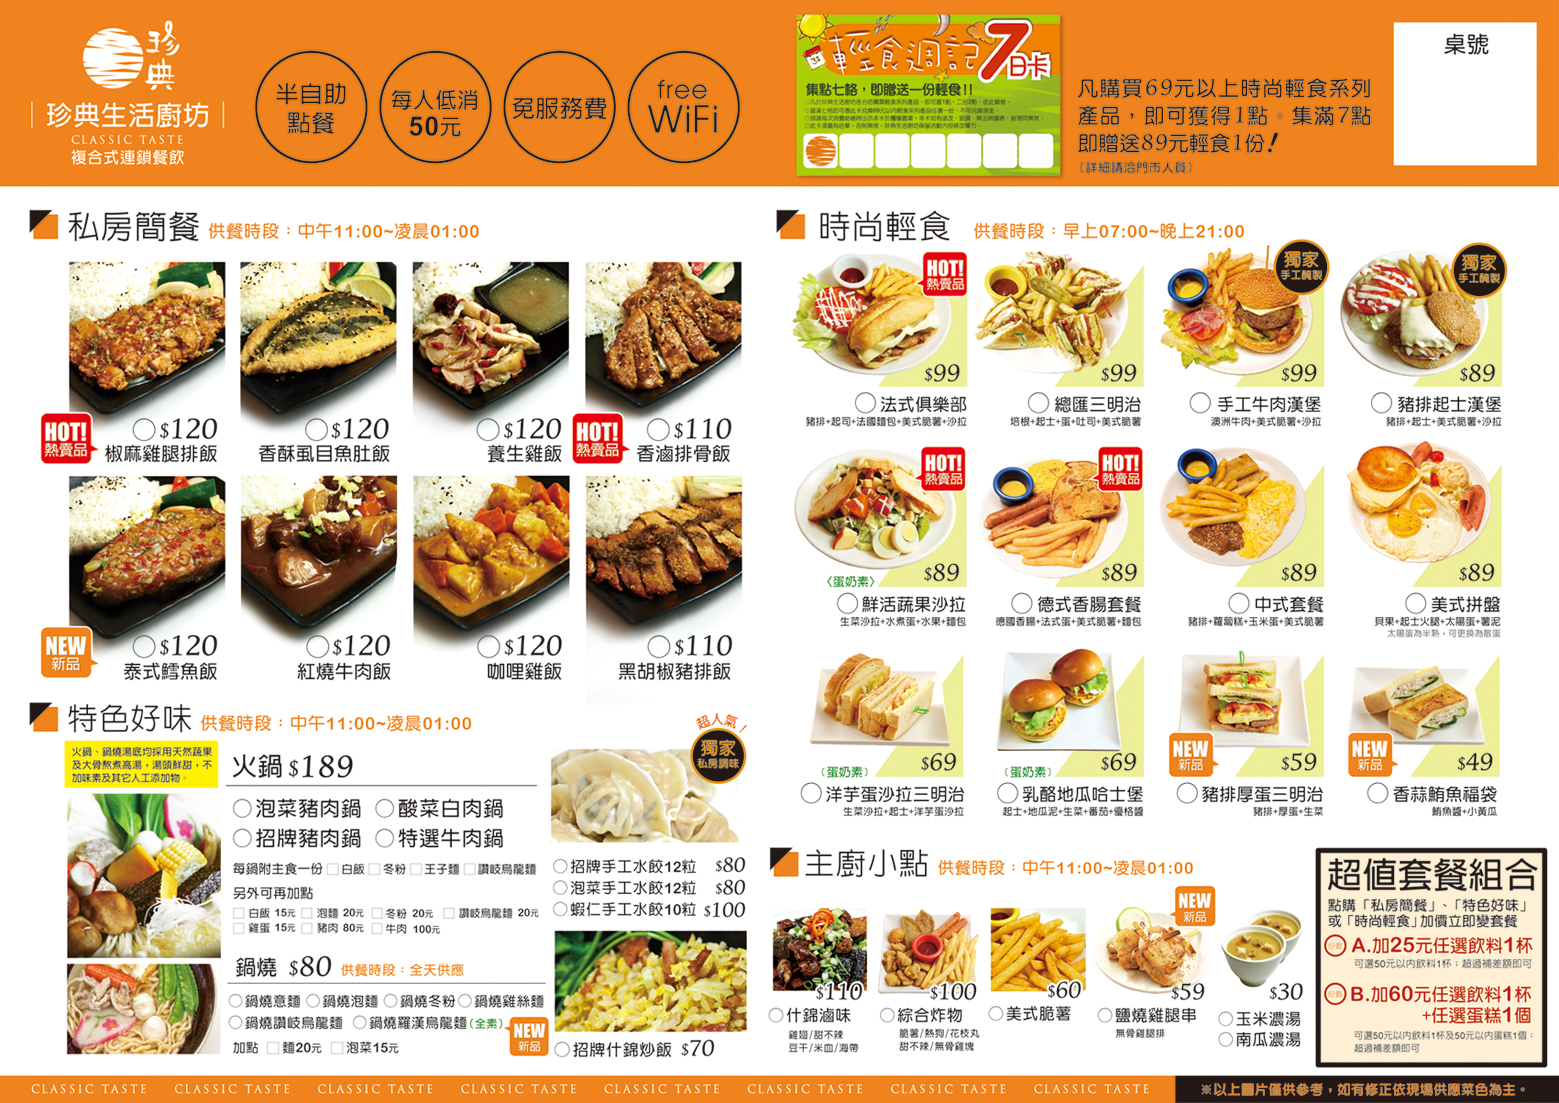 珍典
珍典生活廚坊
CLASSIC TASTE
複合式連鎖餐飲
半自助
點餐
每人低消
50元
免服務費
free
WiFi
輕食週記7日卡
集點七格，即贈送一份輕食!!
凡購買69元以上時尚輕食系列
產品，即可獲得1點。集滿7點
即贈送89元輕食1份!
(詳細請洽門市人員)
桌號
私房簡餐 供餐時段：中午11:00~凌晨01:00
HOT!
熱賣品
$120
椒麻雞腿排飯
$120
香酥虱目魚肚飯
$120
養生雞飯
HOT!
熱賣品
$110
香滷排骨飯
NEW
新品
$120
泰式鱈魚飯
$120
紅燒牛肉飯
$120
咖哩雞飯
$110
黑胡椒豬排飯
特色好味 供餐時段：中午11:00~凌晨01:00
火鍋、鍋燒湯底均採用天然蔬果
及大骨熬煮高湯，湯頭鮮甜，不
加味素及其它人工添加物。
火鍋 $189
泡菜豬肉鍋 酸菜白肉鍋
招牌豬肉鍋 特選牛肉鍋
每鍋附主食一份 白飯 冬粉 王子麵 讚岐烏龍麵
另外可再加點
白飯 15元 泡麵 20元 冬粉 20元 讚岐烏龍麵 20元
雞蛋 15元 豬肉 80元 牛肉 100元
鍋燒 $80 供餐時段：全天供應
鍋燒意麵 鍋燒泡麵 鍋燒冬粉 鍋燒雞絲麵
鍋燒讚岐烏龍麵 鍋燒羅漢烏龍麵(全素)
NEW
新品
加點 麵20元 泡菜15元
超人氣！
獨家
私房調味
招牌手工水餃12粒 $80
泡菜手工水餃12粒 $80
蝦仁手工水餃10粒 $100
招牌什錦炒飯 $70
時尚輕食 供餐時段：早上07:00~晚上21:00
HOT!
熱賣品
$99
法式俱樂部
豬排+起司+法國麵包+美式脆薯+沙拉
$99
總匯三明治
培根+起士+蛋+吐司+美式脆薯
獨家
手工醃製
$99
手工牛肉漢堡
澳洲牛肉+美式脆薯+沙拉
獨家
手工醃製
$89
豬排起士漢堡
豬排+起士+美式脆薯+沙拉
HOT!
熱賣品
〈蛋奶素〉
$89
鮮活蔬果沙拉
生菜沙拉+水煮蛋+水果+麵包
HOT!
熱賣品
$89
德式香腸套餐
德國香腸+法式蛋+美式脆薯+麵包
$89
中式套餐
豬排+蘿蔔糕+玉米蛋+美式脆薯
$89
美式拼盤
貝果+起士火腿+太陽蛋+薯泥
太陽蛋為半熟，可更換為散蛋
(蛋奶素)
$69
洋芋蛋沙拉三明治
生菜沙拉+起士+洋芋蛋沙拉
(蛋奶素)
$69
乳酪地瓜哈士堡
起士+地瓜泥+生菜+番茄+優格醬
NEW
新品
$59
豬排厚蛋三明治
豬排+厚蛋+生菜
NEW
新品
$49
香蒜鮪魚福袋
鮪魚醬+小黃瓜
主廚小點 供餐時段：中午11:00~凌晨01:00
$110
什錦滷味
雞翅/甜不辣
豆干/米血/海帶
$100
綜合炸物
脆薯/熱狗/花枝丸
甜不辣/無骨雞塊
$60
美式脆薯
NEW
新品
$59
鹽燒雞腿串
無骨雞腿排
$30
玉米濃湯
南瓜濃湯
超值套餐組合
點購「私房簡餐」、「特色好味」
或「時尚輕食」加價立即變套餐
份數 A.加25元任選飲料1杯
可選50元以內飲料1杯；超過補差額即可
份數 B.加60元任選飲料1杯
+任選蛋糕1個
可選50元以內飲料1杯及50元以內蛋糕1個；
超過補差額即可
CLASSIC TASTE CLASSIC TASTE CLASSIC TASTE CLASSIC TASTE CLASSIC TASTE CLASSIC TASTE CLASSIC TASTE CLASSIC TASTE
※以上圖片僅供參考，如有修正依現場供應菜色為主。